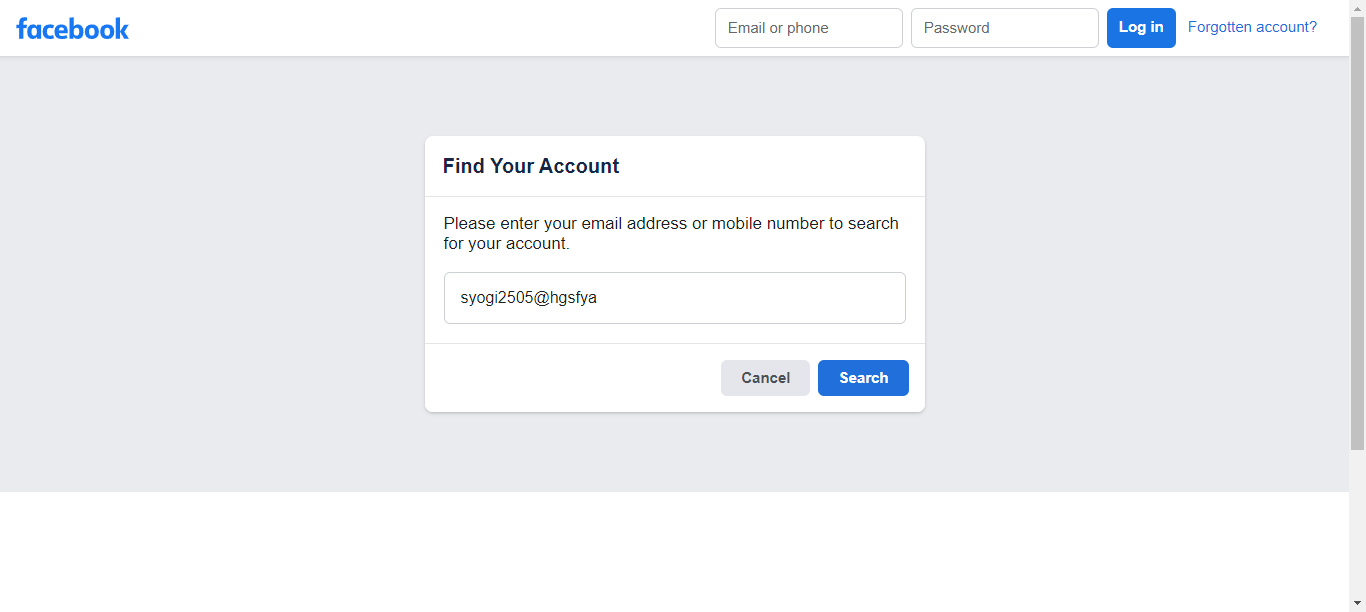 facebook
Email or phone
Password
Log in
Forgotten account?
Find Your Account
Please enter your email address or mobile number to search
for your account.
syogi2505@hgsfya
Cancel
Search